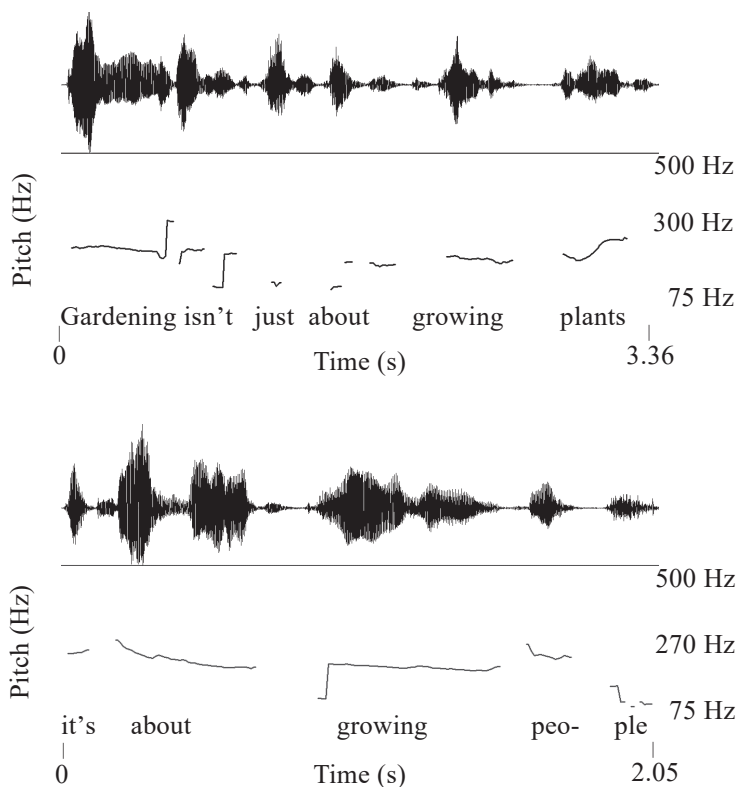 500 Hz
Pitch (Hz)
300 Hz
75 Hz
Gardening isn't just about growing plants
0 Time (s) 3.36
500 Hz
Pitch (Hz)
270 Hz
75 Hz
it's about growing peo- ple
0 Time (s) 2.05